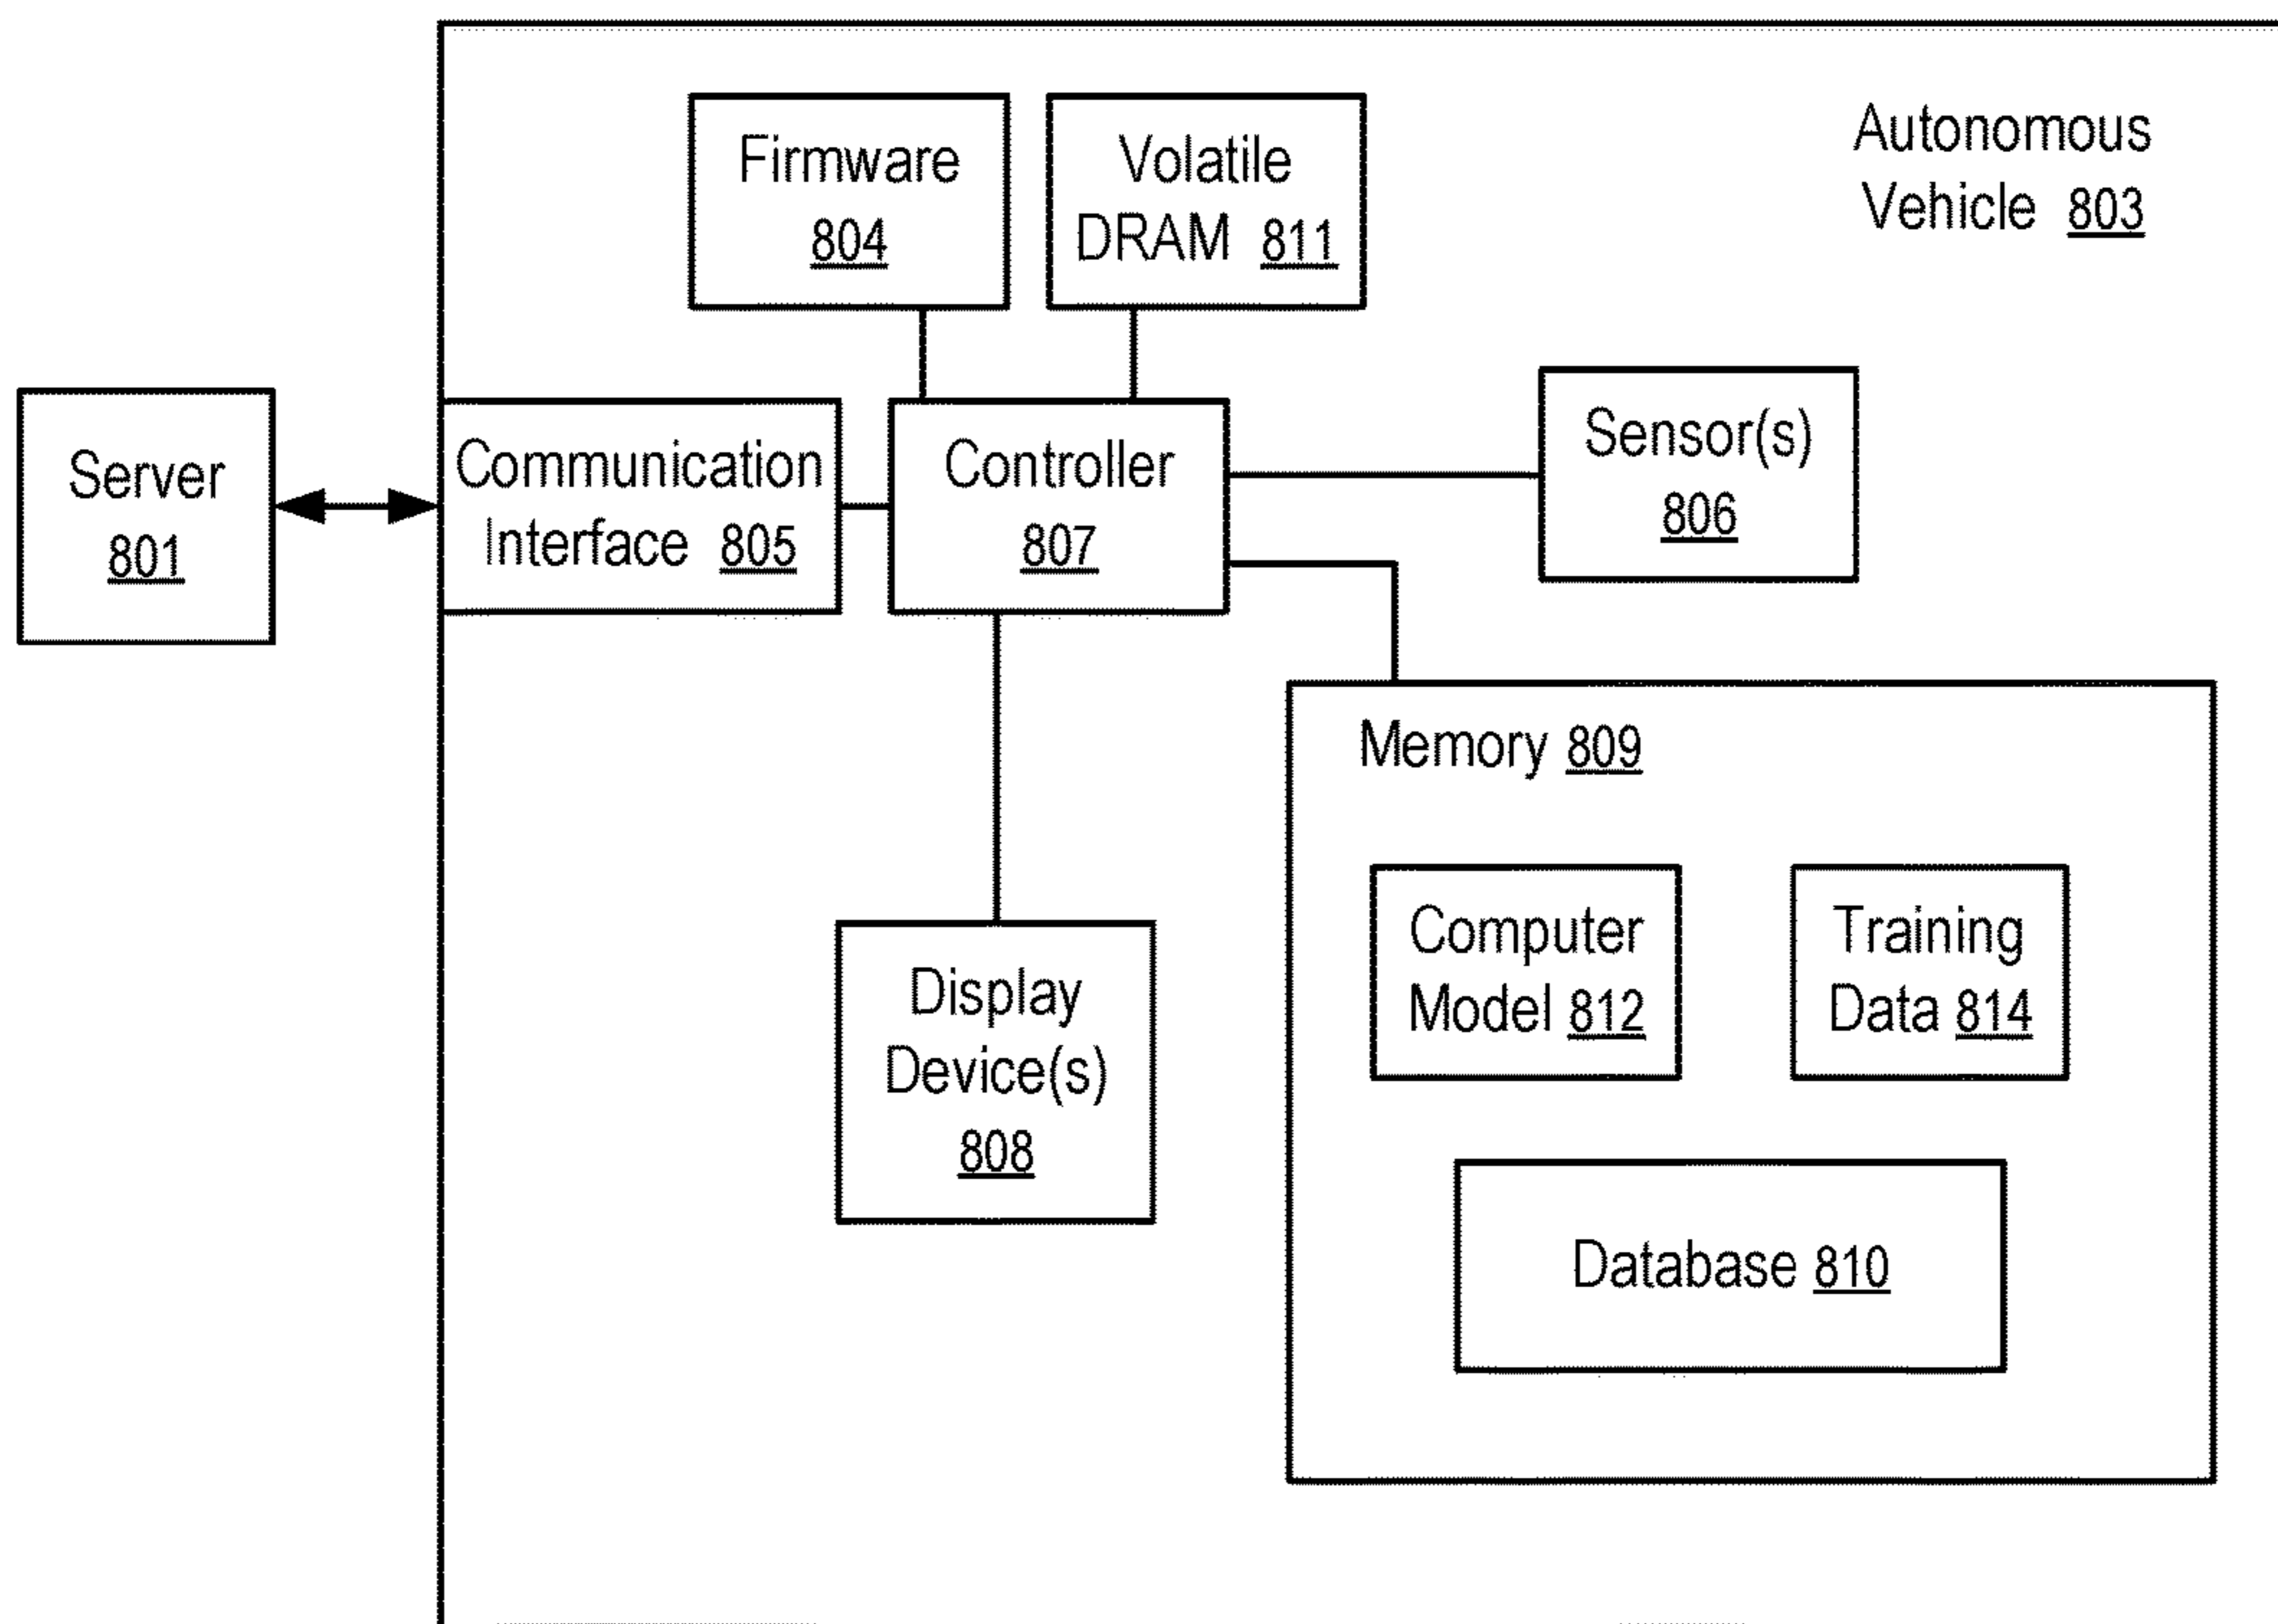 Autonomous
Vehicle 803
Firmware
804
Volatile
DRAM 811
Server
801
Communication
Interface 805
Controller
807
Sensor(s)
806
Memory 809
Computer
Model 812
Training
Data 814
Display
Device(s)
808
Database 810